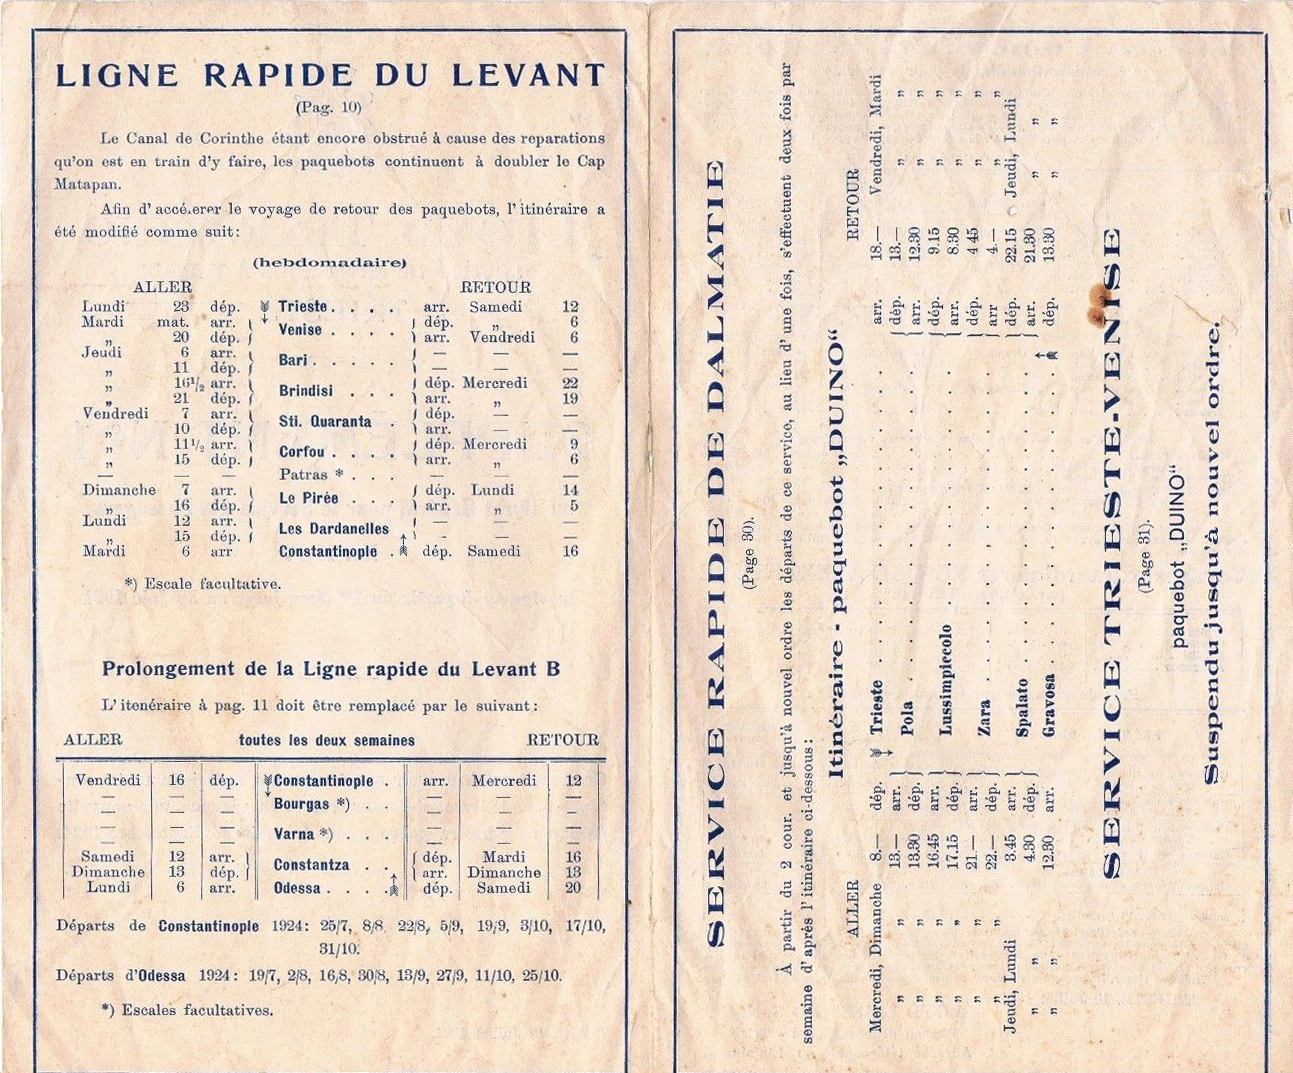 LIGNE RAPIDE DU LEVANT
(Pag. 10)
Le Canal de Corinthe étant encore obstrué à cause des reparations
qu'on est en train d'y faire, les paquebots continuent à doubler le Cap
Matapan.
Afin d'accé.erer le voyage de retour des paquebots, l'itinéraire a
été modifié comme suit:
(hebdomadaire)
ALLER RETOUR
Lundi 23 dép. Trieste . . . . arr. Samedi 12
Mardi mat. arr. Venise . . . dép. „ 6
„ 20 dép. arr. Vendredi 6
Jeudi 6 arr. Bari . . . . . — — —
„ 11 dép. — — —
„ 16½ arr. Brindisi . . . dép. Mercredi 22
„ 21 dép. arr. „ 19
Vendredi 7 arr. Sti. Quaranta . dép. — —
„ 10 dép. arr. — —
„ 11½ arr. Corfou . . . . dép. Mercredi 9
„ 15 dép. arr. „ 6
— — — Patras * . . . — — —
Dimanche 7 arr. Le Pirée . . . dép. Lundi 14
„ 16 dép. arr. „ 5
Lundi 12 arr. Les Dardanelles — — —
„ 15 dép. - — —
Mardi 6 arr Constantinople . dép. Samedi 16
*) Escale facultative.
Prolongement de la Ligne rapide du Levant B
L'itenéraire à pag. 11 doit être remplacé par le suivant:
ALLER toutes les deux semaines RETOUR
Vendredi 16 dép. Constantinople . arr. Mercredi 12
— — — Bourgas *) . . — — —
— — — — — —
— — — Varna *) . . . — — —
— — — — — —
Samedi 12 arr. Constantza . . dép. Mardi 16
Dimanche 13 dép. arr. Dimanche 13
Lundi 6 arr. Odessa . . . . dép. Samedi 20
Départs de Constantinople 1924: 25/7, 8/8 22/8, 5/9, 19/9, 3/10, 17/10,
31/10.
Départs d'Odessa 1924: 19/7, 2/8, 16/8, 30/8, 13/9, 27/9, 11/10, 25/10.
*) Escales facultatives.
SERVICE RAPIDE DE DALMATIE
(Page 30).
À partir du 2 cour. et jusqu'à nouvel ordre les départs de ce service, au lieu d'une fois, s'effectuent deux fois par
semaine d'après l'itinéraire ci-dessous:
Itinéraire - paquebot „DUINO“
ALLER RETOUR
Mercredi, Dimanche 8.— dép. Trieste . . . arr. 18.— Vendredi, Mardi
„ „ 13.— arr. Pola . . . dép. 13.— „ „
„ „ 13.30 dép. arr. 12.30 „ „
„ „ 16.45 arr. Lussimpiccolo . . . dép. 9.15 „ „
„ „ 17.15 dép. arr. 8.30 „ „
„ „ 21.— arr. Zara . . . dép. 4 45 „ „
„ „ 22.— dép. arr 4.— „ „
Jeudi, Lundi 3.45 arr. Spalato . . . dép. 22.15 Jeudi, Lundi
„ „ 4.30 dép. arr. 21.30 „ „
„ „ 12.30 arr. Gravosa . . . dép. 13.30 „ „
SERVICE TRIESTE-VENISE
(Page 31).
paquebot „DUINO“
Suspendu jusqu'à nouvel ordre.